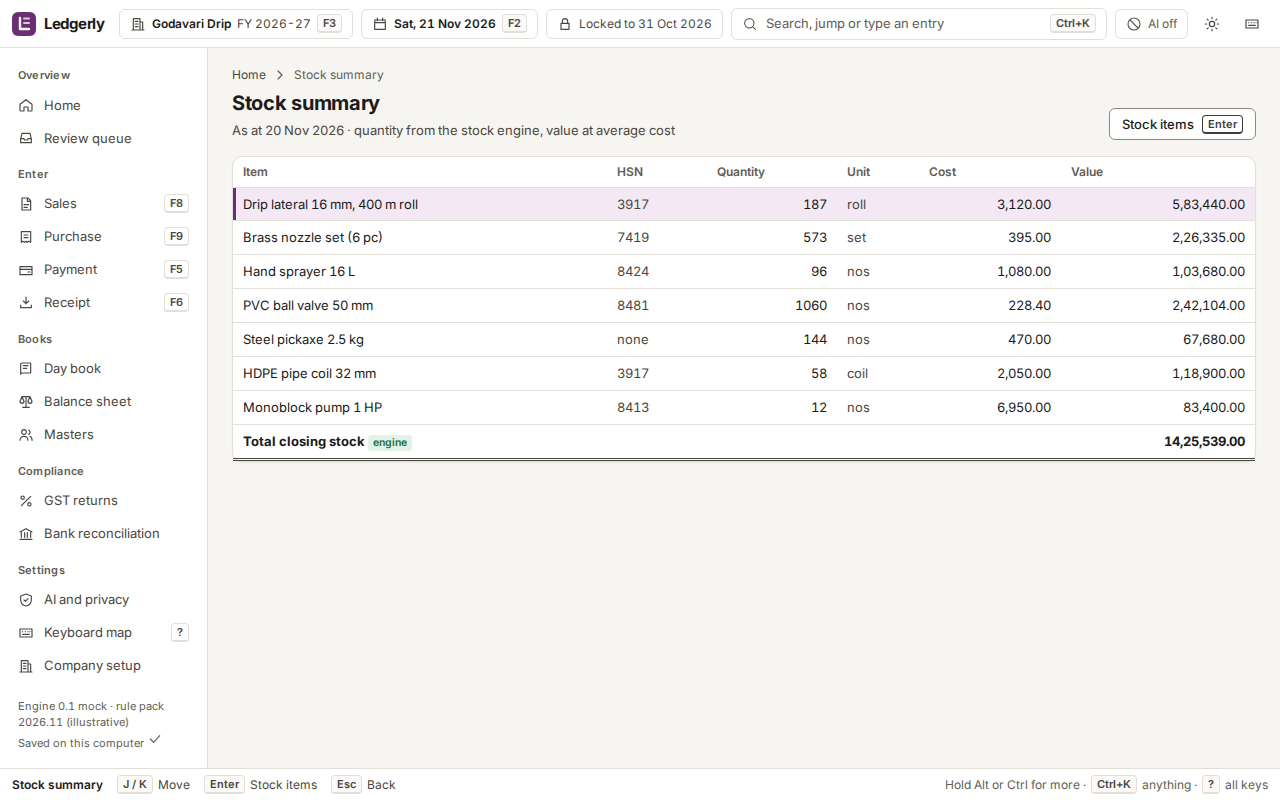 Ledgerly
Godavari Drip FY 2026-27 F3
Sat, 21 Nov 2026 F2
Locked to 31 Oct 2026
Search, jump or type an entry Ctrl+K
AI off
Overview
Home
Review queue
Enter
Sales F8
Purchase F9
Payment F5
Receipt F6
Books
Day book
Balance sheet
Masters
Compliance
GST returns
Bank reconciliation
Settings
AI and privacy
Keyboard map ?
Company setup
Engine 0.1 mock · rule pack
2026.11 (illustrative)
Saved on this computer
Home > Stock summary
Stock summary
As at 20 Nov 2026 · quantity from the stock engine, value at average cost
Stock items Enter
Item HSN Quantity Unit Cost Value
Drip lateral 16 mm, 400 m roll 3917 187 roll 3,120.00 5,83,440.00
Brass nozzle set (6 pc) 7419 573 set 395.00 2,26,335.00
Hand sprayer 16 L 8424 96 nos 1,080.00 1,03,680.00
PVC ball valve 50 mm 8481 1060 nos 228.40 2,42,104.00
Steel pickaxe 2.5 kg none 144 nos 470.00 67,680.00
HDPE pipe coil 32 mm 3917 58 coil 2,050.00 1,18,900.00
Monoblock pump 1 HP 8413 12 nos 6,950.00 83,400.00
Total closing stock engine 14,25,539.00
Stock summary J / K Move Enter Stock items Esc Back
Hold Alt or Ctrl for more · Ctrl+K anything · ? all keys